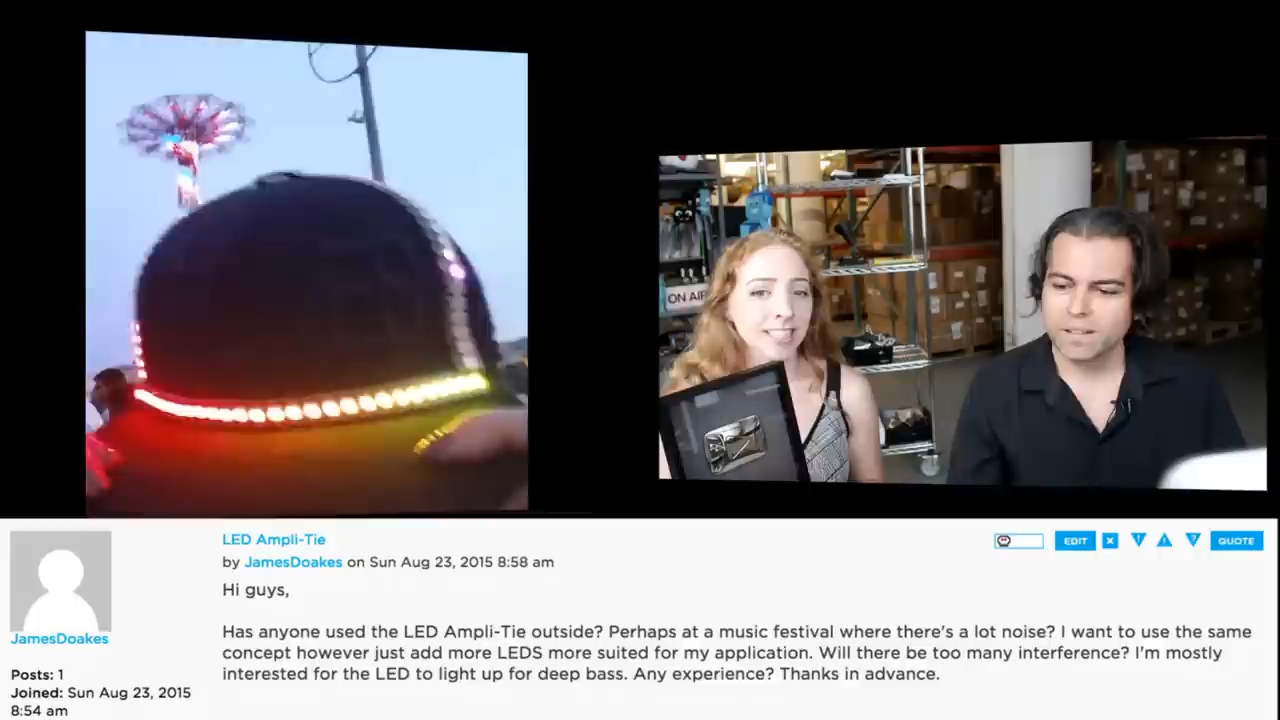 ON AIR
LED Ampli-Tie
by JamesDoakes on Sun Aug 23, 2015 8:58 am
EDIT
QUOTE
Hi guys,
JamesDoakes
Has anyone used the LED Ampli-Tie outside? Perhaps at a music festival where there's a lot noise? I want to use the same
concept however just add more LEDS more suited for my application. Will there be too many interference? I'm mostly
interested for the LED to light up for deep bass. Any experience? Thanks in advance.
Posts: 1
Joined: Sun Aug 23, 2015
8:54 am